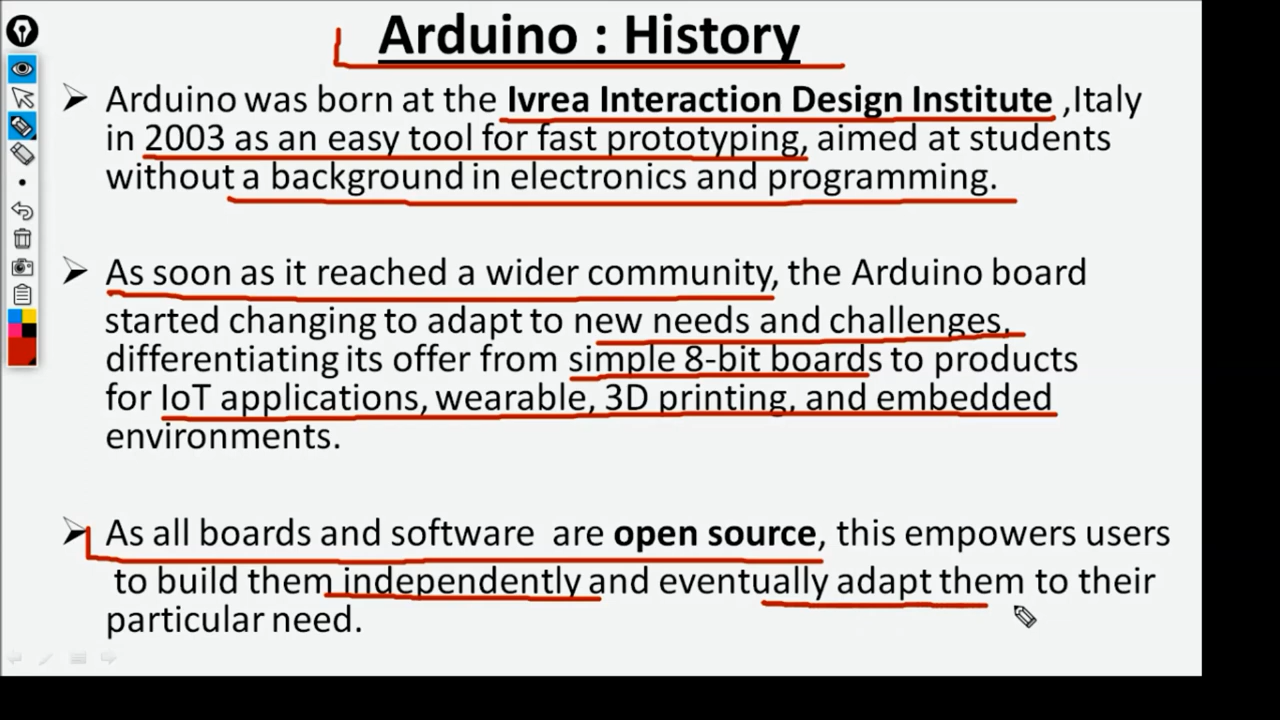 Arduino : History
Arduino was born at the Ivrea Interaction Design Institute ,Italy
in 2003 as an easy tool for fast prototyping, aimed at students
without a background in electronics and programming.
As soon as it reached a wider community, the Arduino board
started changing to adapt to new needs and challenges,
differentiating its offer from simple 8-bit boards to products
for IoT applications, wearable, 3D printing, and embedded
environments.
As all boards and software are open source, this empowers users
to build them independently and eventually adapt them to their
particular need.